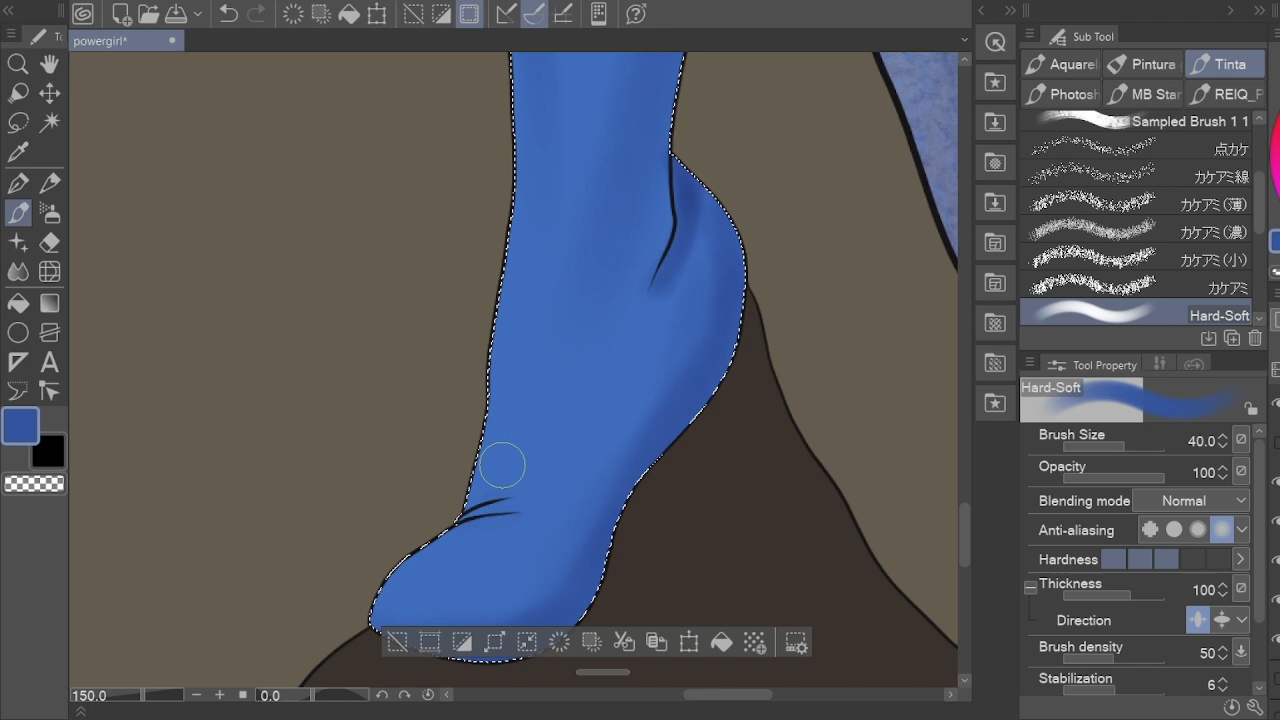 To
powergirl*
Sub Tool
Aquarel
Pintura
Tinta
Photosh
MB Star
REIQ_P
Sampled Brush 1 1
点カケ
カケアミ線
カケアミ(薄)
カケアミ(濃)
カケアミ(小)
カケアミ
Hard-Soft
Tool Property
Hard-Soft
Brush Size 40.0
Opacity 100
Blending mode Normal
Anti-aliasing
Hardness
Thickness 100
Direction
Brush density 50
Stabilization 6
150.0 0.0